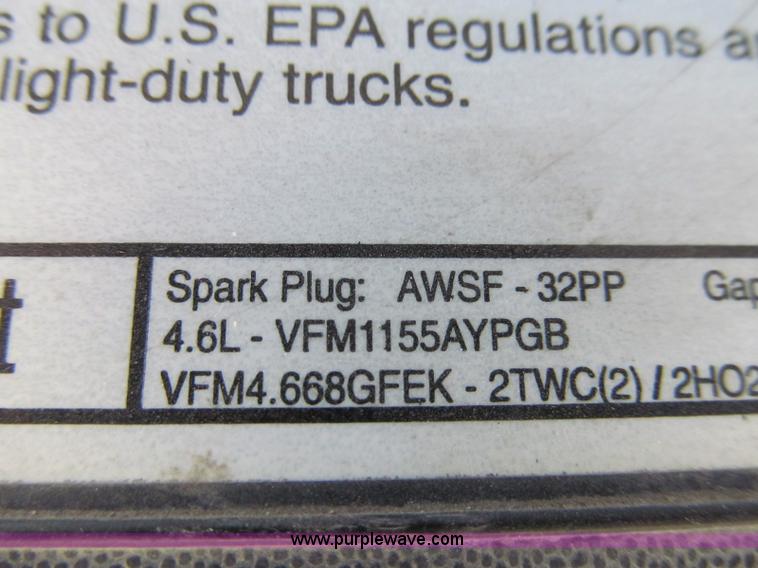 s to U.S. EPA regulations a
light-duty trucks.
t
Spark Plug: AWSF - 32PP Gap
4.6L - VFM1155AYPGB
VFM4.668GFEK - 2TWC(2) / 2HO2
www.purplewave.com